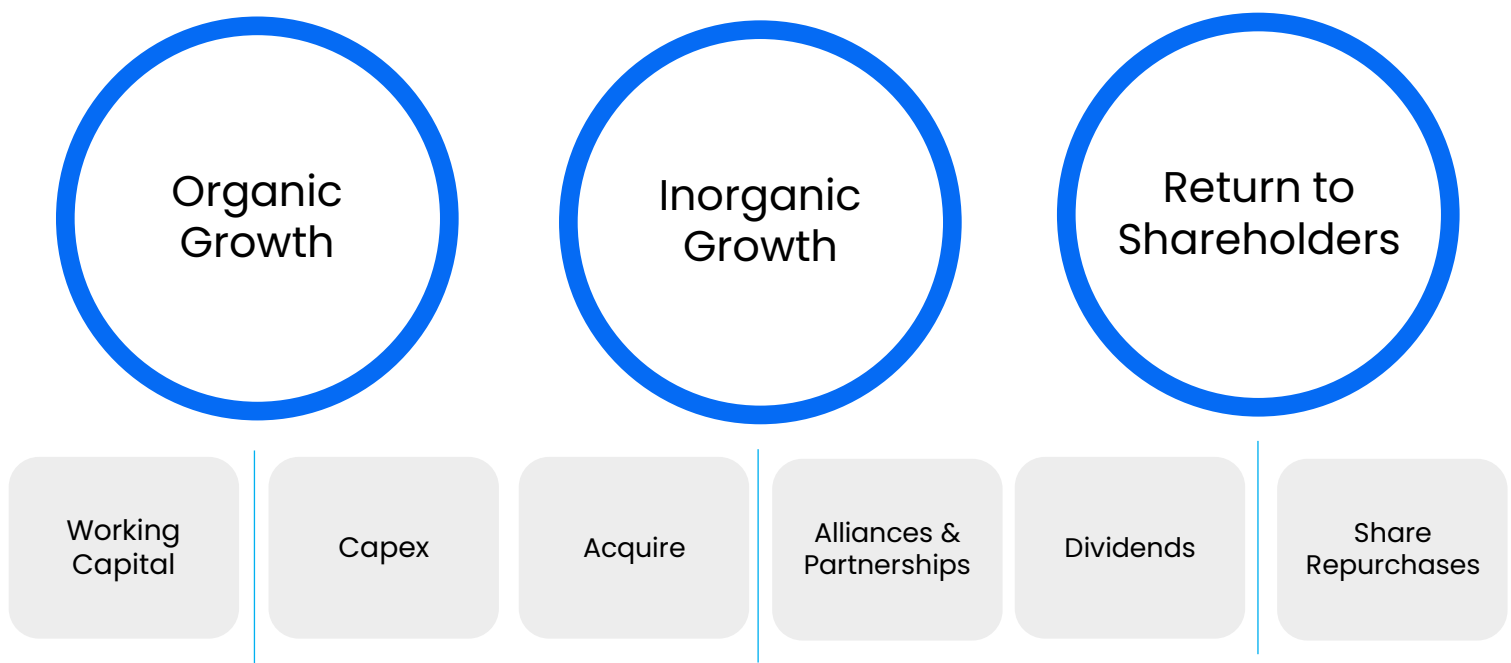 Organic
Growth
Inorganic
Growth
Return to
Shareholders
Working
Capital
Capex
Acquire
Alliances &
Partnerships
Dividends
Share
Repurchases